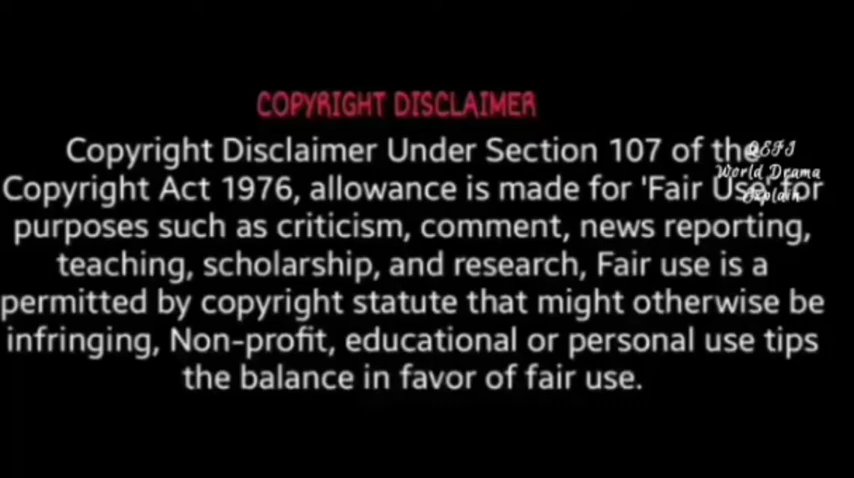 COPYRIGHT DISCLAIMER
Copyright Disclaimer Under Section 107 of the
Copyright Act 1976, allowance is made for 'Fair Use' for
purposes such as criticism, comment, news reporting,
teaching, scholarship, and research, Fair use is a
permitted by copyright statute that might otherwise be
infringing, Non-profit, educational or personal use tips
the balance in favor of fair use.
World Drama
Explain